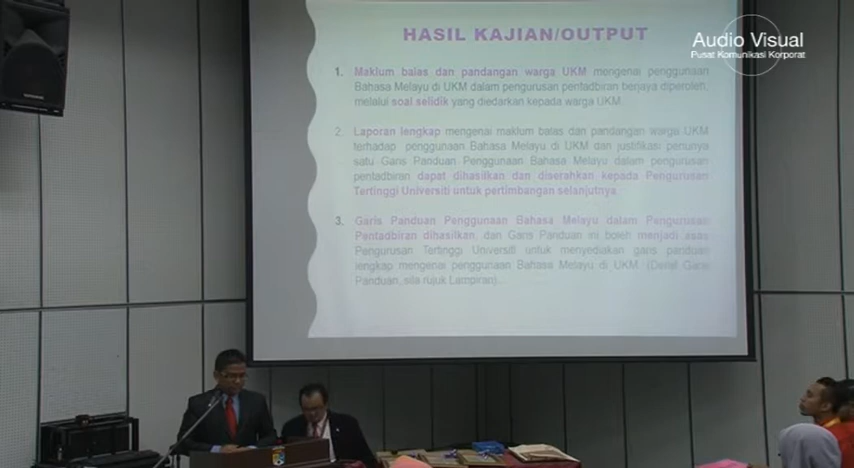 Audio Visual
Pusat Komunikasi Korporat
HASIL KAJIAN/OUTPUT
1. Maklum balas dan pandangan warga UKM mengenai penggunaan
Bahasa Melayu di UKM dalam pengurusan pentadbiran berjaya diperoleh,
melalui soal selidik yang diedarkan kepada warga UKM.
2. Laporan lengkap mengenai maklum balas dan pandangan warga UKM
terhadap penggunaan Bahasa Melayu di UKM dan justifikasi perlunya
satu Garis Panduan Penggunaan Bahasa Melayu dalam pengurusan
pentadbiran dapat dihasilkan dan diserahkan kepada Pengurusan
Tertinggi Universiti untuk pertimbangan selanjutnya.
3. Garis Panduan Penggunaan Bahasa Melayu dalam Pengurusan
Pentadbiran dihasilkan, dan Garis Panduan ini boleh menjadi asas
Pengurusan Tertinggi Universiti untuk menyediakan garis panduan
lengkap mengenai penggunaan Bahasa Melayu di UKM. (Detail Garis
Panduan, sila rujuk Lampiran)...